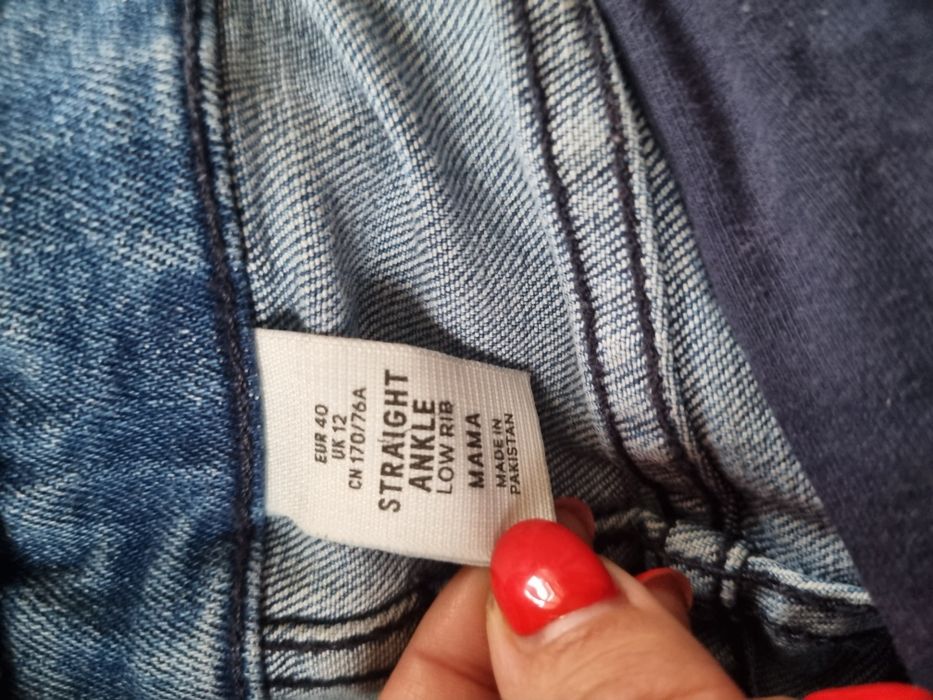 EUR 40
UK 12
CN 170/76A
STRAIGHT
ANKLE
LOW RIB
MAMA
MADE IN
PAKISTAN